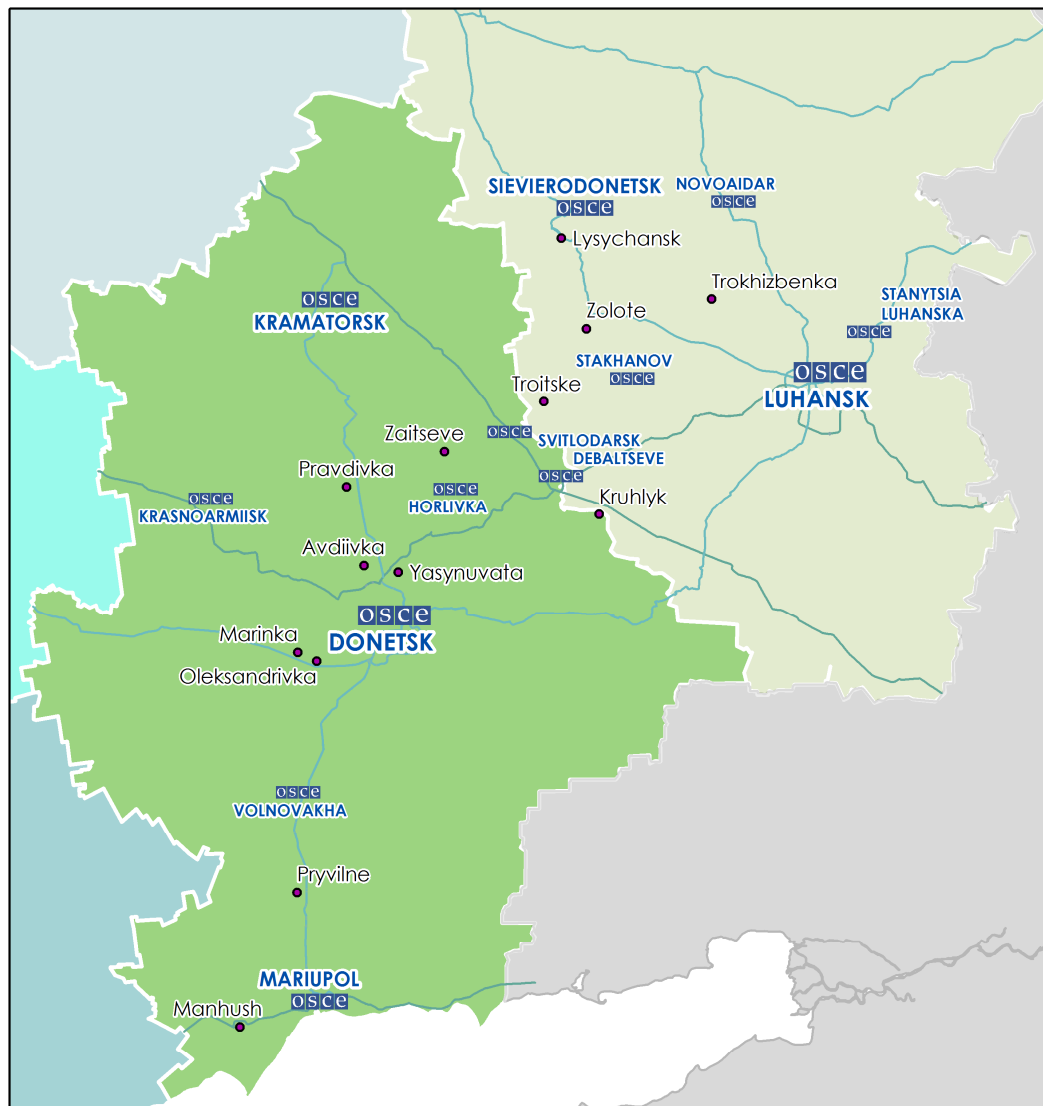 SIEVIERODONETSK
osce
NOVOAIDAR
osce
Lysychansk
Trokhizbenka
STANYTSIA
LUHANSKA
osce
osce
KRAMATORSK
Zolote
STAKHANOV
osce
osce
LUHANSK
Troitske
Zaitseve
osce
SVITLODARSK
DEBALTSEVE
osce
Pravdivka
osce
HORLIVKA
osce
KRASNOARMIISK
Kruhlyk
Avdiivka
Yasynuvata
osce
DONETSK
Marinka
Oleksandrivka
osce
VOLNOVAKHA
Pryvilne
MARIUPOL
osce
Manhush